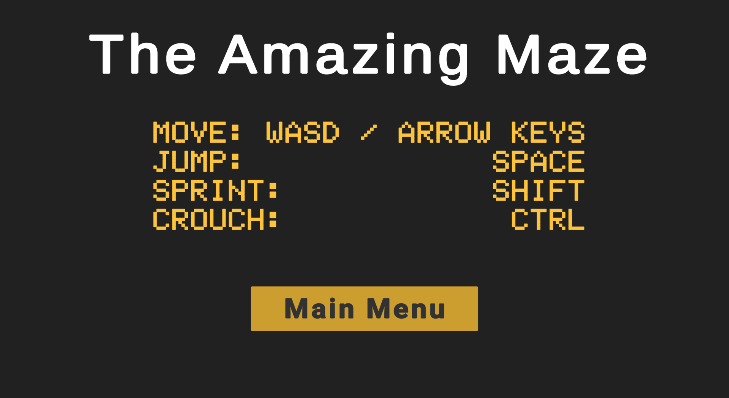 The Amazing Maze
MOVE: WASD / ARROW KEYS
JUMP: SPACE
SPRINT: SHIFT
CROUCH: CTRL
Main Menu